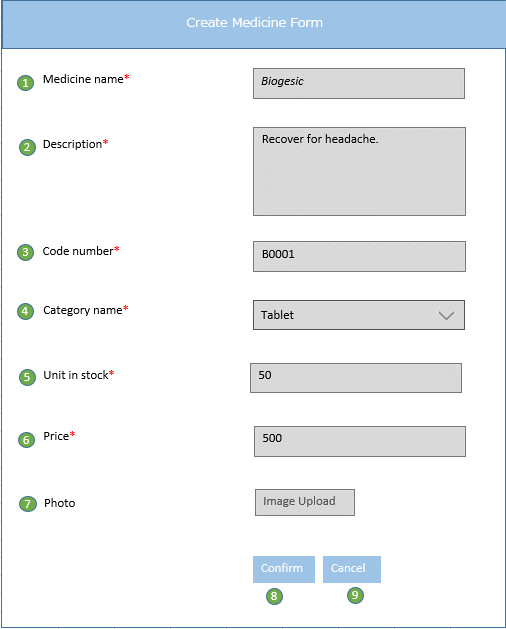 Create Medicine Form
1 Medicine name* Biogesic
2 Description* Recover for headache.
3 Code number* B0001
4 Category name* Tablet
5 Unit in stock* 50
6 Price* 500
7 Photo Image Upload
Confirm Cancel
8 9